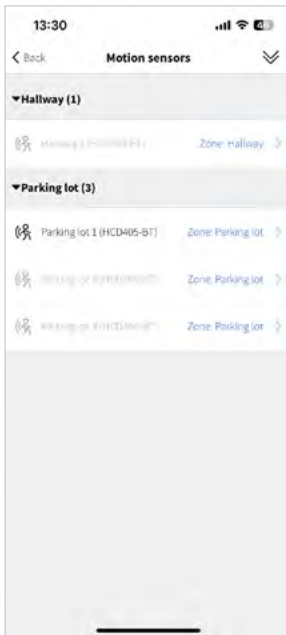 13:30
Back
Motion sensors
Hallway (1)
Zone: Hallway
Parking lot (3)
Parking lot 1 (HCD405-BT)
Zone: Parking lot
Zone: Parking lot
Zone: Parking lot